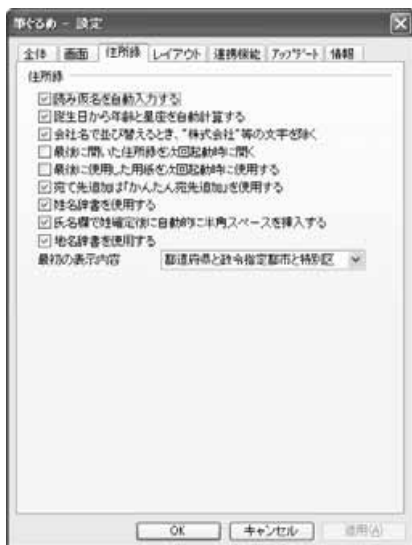 筆ぐるめ - 設定
全体 画面 住所録 レイアウト 連携機能 アップデート 情報
住所録
読み仮名を自動入力する
誕生日から年齢と星座を自動計算する
会社名で並び替えるとき、"株式会社"等の文字を除く
最後に開いた住所録を次回起動時に開く
最後に使用した用紙を次回起動時に使用する
宛て先追加は「かんたん宛先追加」を使用する
姓名辞書を使用する
氏名欄で姓確定後に自動的に半角スペースを挿入する
地名辞書を使用する
最初の表示内容 都道府県と政令指定都市と特別区
OK キャンセル 適用(A)